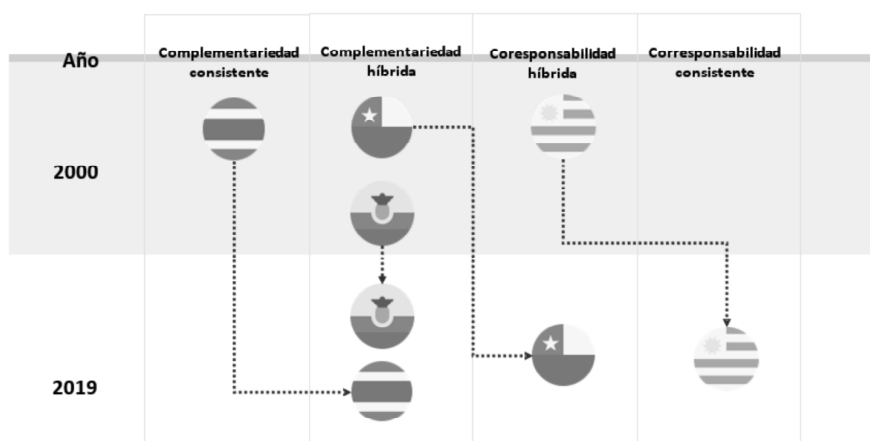 Año
Complementariedad
consistente
Complementariedad
híbrida
Coresponsabilidad
híbrida
Corresponsabilidad
consistente
2000
2019